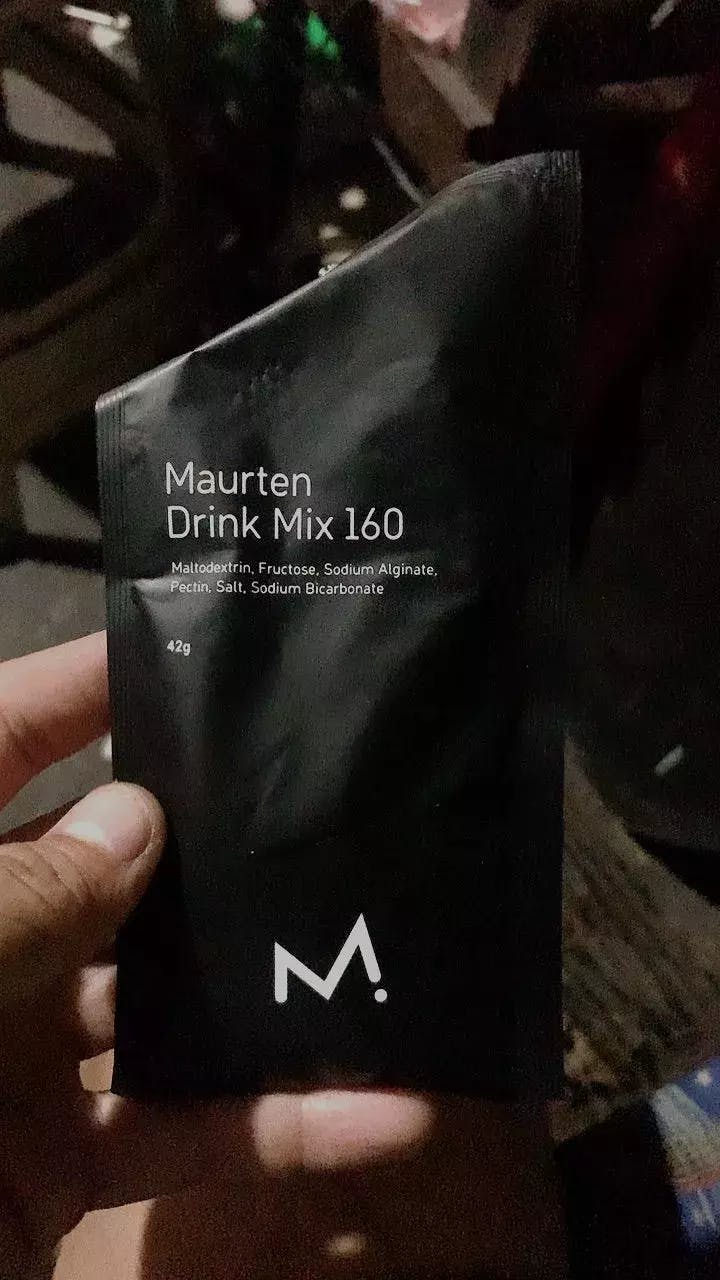 Maurten
Drink Mix 160
Maltodextrin, Fructose, Sodium Alginate,
Pectin, Salt, Sodium Bicarbonate
42g
M.